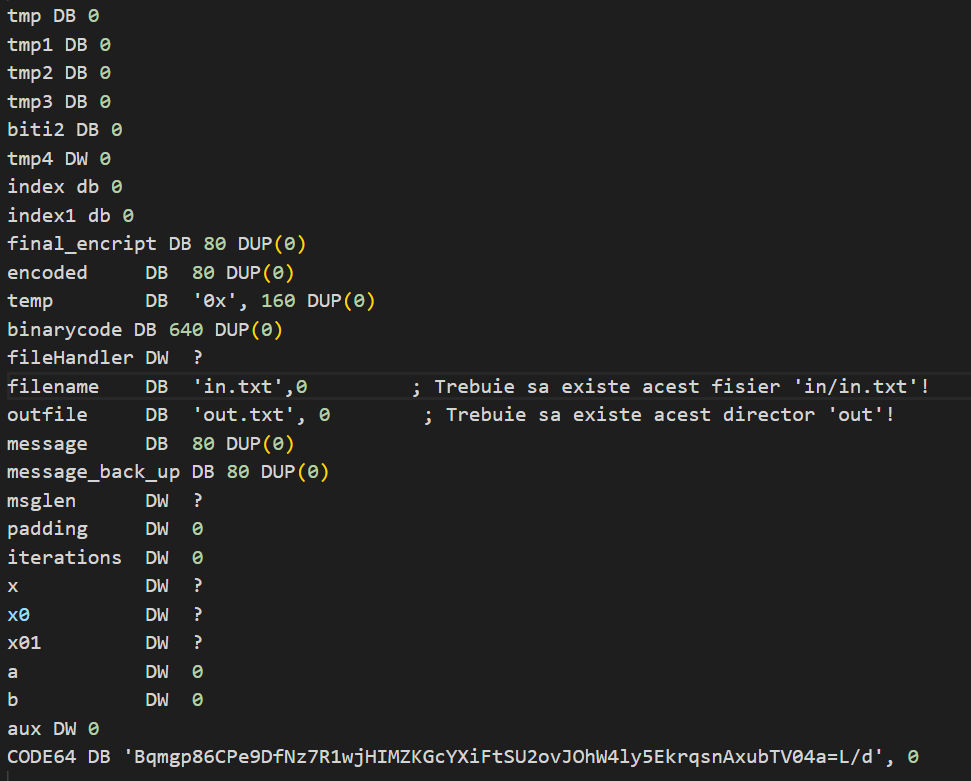 tmp DB 0
tmp1 DB 0
tmp2 DB 0
tmp3 DB 0
biti2 DB 0
tmp4 DW 0
index db 0
index1 db 0
final_encript DB 80 DUP(0)
encoded     DB  80 DUP(0)
temp        DB  '0x', 160 DUP(0)
binarycode DB 640 DUP(0)
fileHandler DW  ?
filename    DB  'in.txt',0         ; Trebuie sa existe acest fisier 'in/in.txt'!
outfile     DB  'out.txt', 0        ; Trebuie sa existe acest director 'out'!
message     DB  80 DUP(0)
message_back_up DB 80 DUP(0)
msglen      DW  ?
padding     DW  0
iterations  DW  0
x           DW  ?
x0          DW  ?
x01         DW  ?
a           DW  0
b           DW  0
aux DW 0
CODE64 DB 'Bqmgp86CPe9DfNz7R1wjHIMZKGcYXiFtSU2ovJOhW4ly5EkrqsnAxubTV04a=L/d', 0